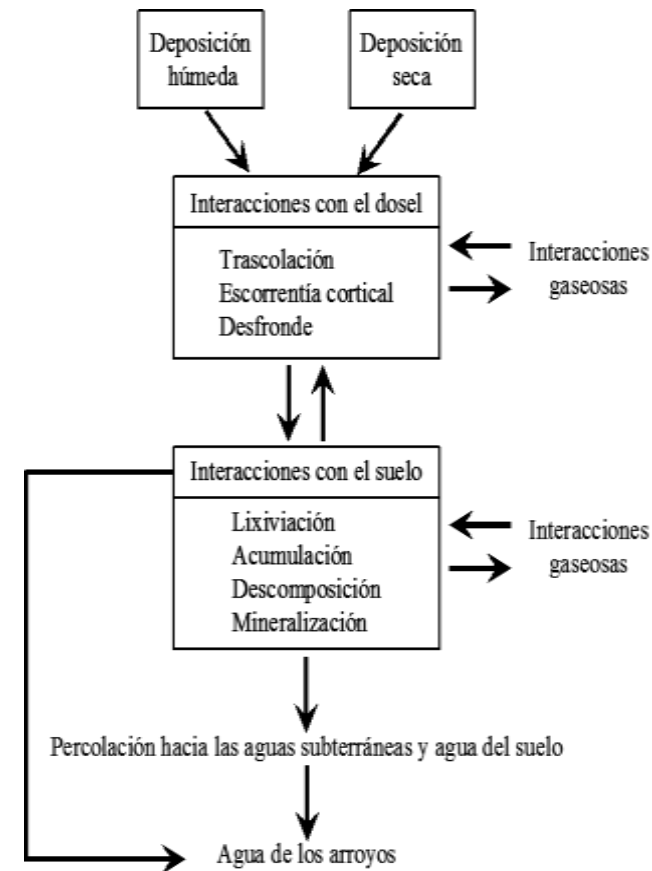 Deposición
húmeda
Deposición
seca
Interacciones con el dosel
Trascolación
Escorrentía cortical
Desfronde
Interacciones
gaseosas
Interacciones con el suelo
Lixiviación
Acumulación
Descomposición
Mineralización
Interacciones
gaseosas
Percolación hacia las aguas subterráneas y agua del suelo
Agua de los arroyos